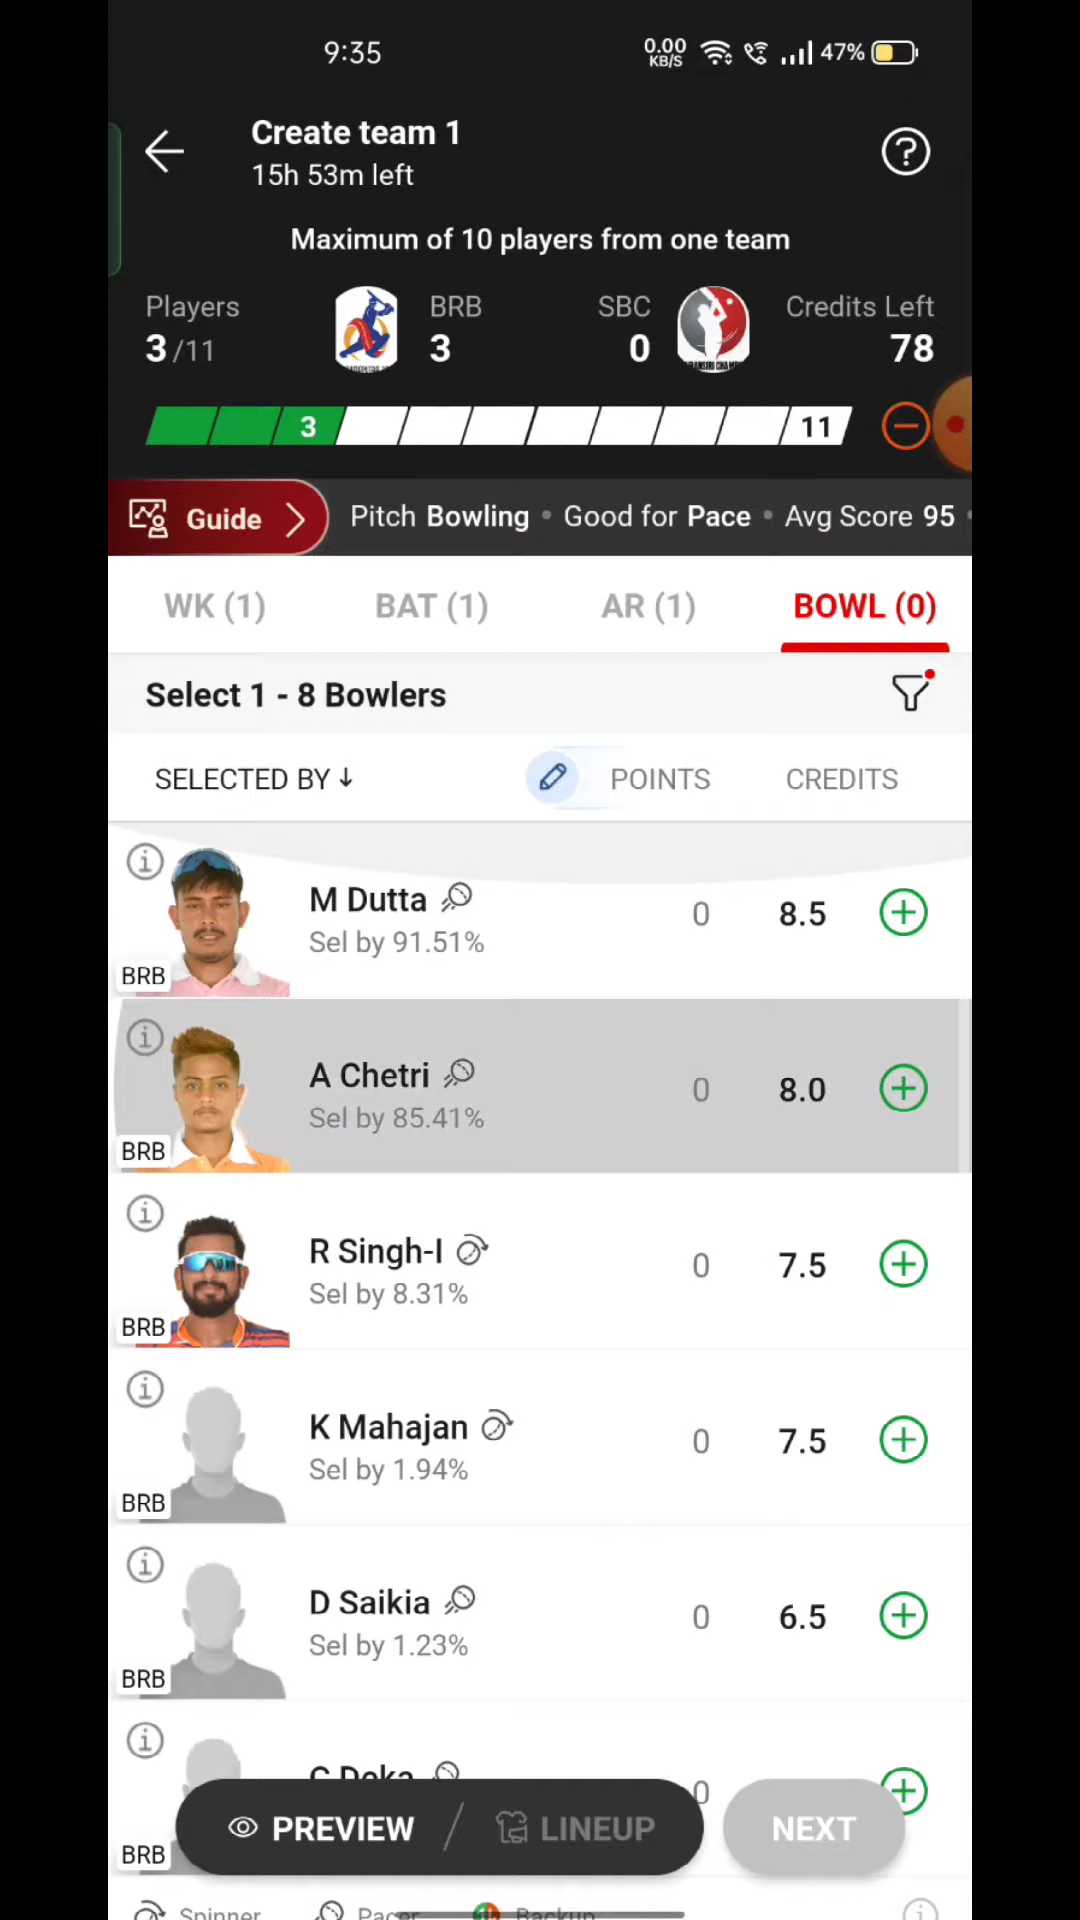 9:35
0.00 KB/S
47%
Create team 1
15h 53m left
?
Maximum of 10 players from one team
Players
BRB
SBC
Credits Left
3/11
3
0
78
3
11
Guide
Pitch Bowling • Good for Pace • Avg Score 95
WK (1)
BAT (1)
AR (1)
BOWL (0)
Select 1 - 8 Bowlers
SELECTED BY ↓
POINTS
CREDITS
M Dutta
0
8.5
Sel by 91.51%
BRB
A Chetri
0
8.0
Sel by 85.41%
BRB
R Singh-I
0
7.5
Sel by 8.31%
BRB
K Mahajan
0
7.5
Sel by 1.94%
BRB
D Saikia
0
6.5
Sel by 1.23%
BRB
Deka
0
PREVIEW / LINEUP
NEXT
BRB
Spinner
Pacer
Backup